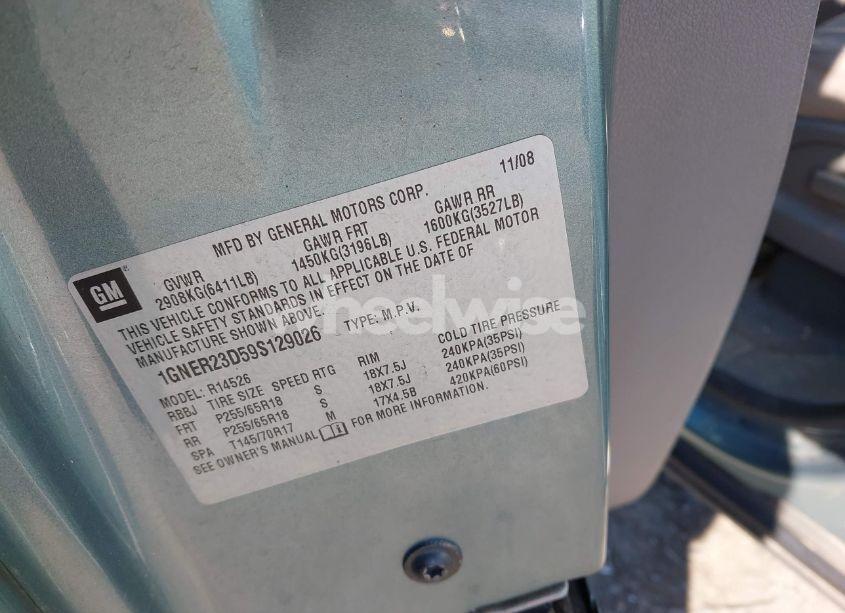 11/08
MFD BY GENERAL MOTORS CORP.
GM
GVWR GAWR FRT GAWR RR
2908KG(6411LB) 1450KG(3196LB) 1600KG(3527LB)
THIS VEHICLE CONFORMS TO ALL APPLICABLE U.S. FEDERAL MOTOR
VEHICLE SAFETY STANDARDS IN EFFECT ON THE DATE OF
MANUFACTURE SHOWN ABOVE.
1GNER23D59S129026 TYPE: M.P.V.
MODEL: R14526
RBBJ TIRE SIZE SPEED RTG RIM COLD TIRE PRESSURE
FRT P255/65R18 S 18X7.5J 240KPA(35PSI)
RR P255/65R18 S 18X7.5J 240KPA(35PSI)
SPA T145/70R17 M 17X4.5B 420KPA(60PSI)
SEE OWNER'S MANUAL FOR MORE INFORMATION.
wheelwise